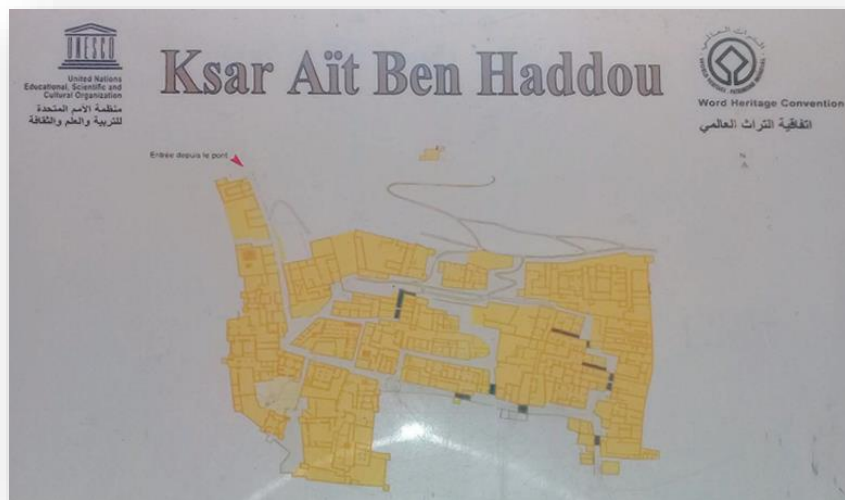 UNESCO
United Nations
Educational, Scientific and
Cultural Organization
منظمة الأمم المتحدة
للتربية والعلم والثقافة
Ksar Aït Ben Haddou
Word Heritage Convention
اتفاقية التراث العالمي
Entrée depuis le pont
N